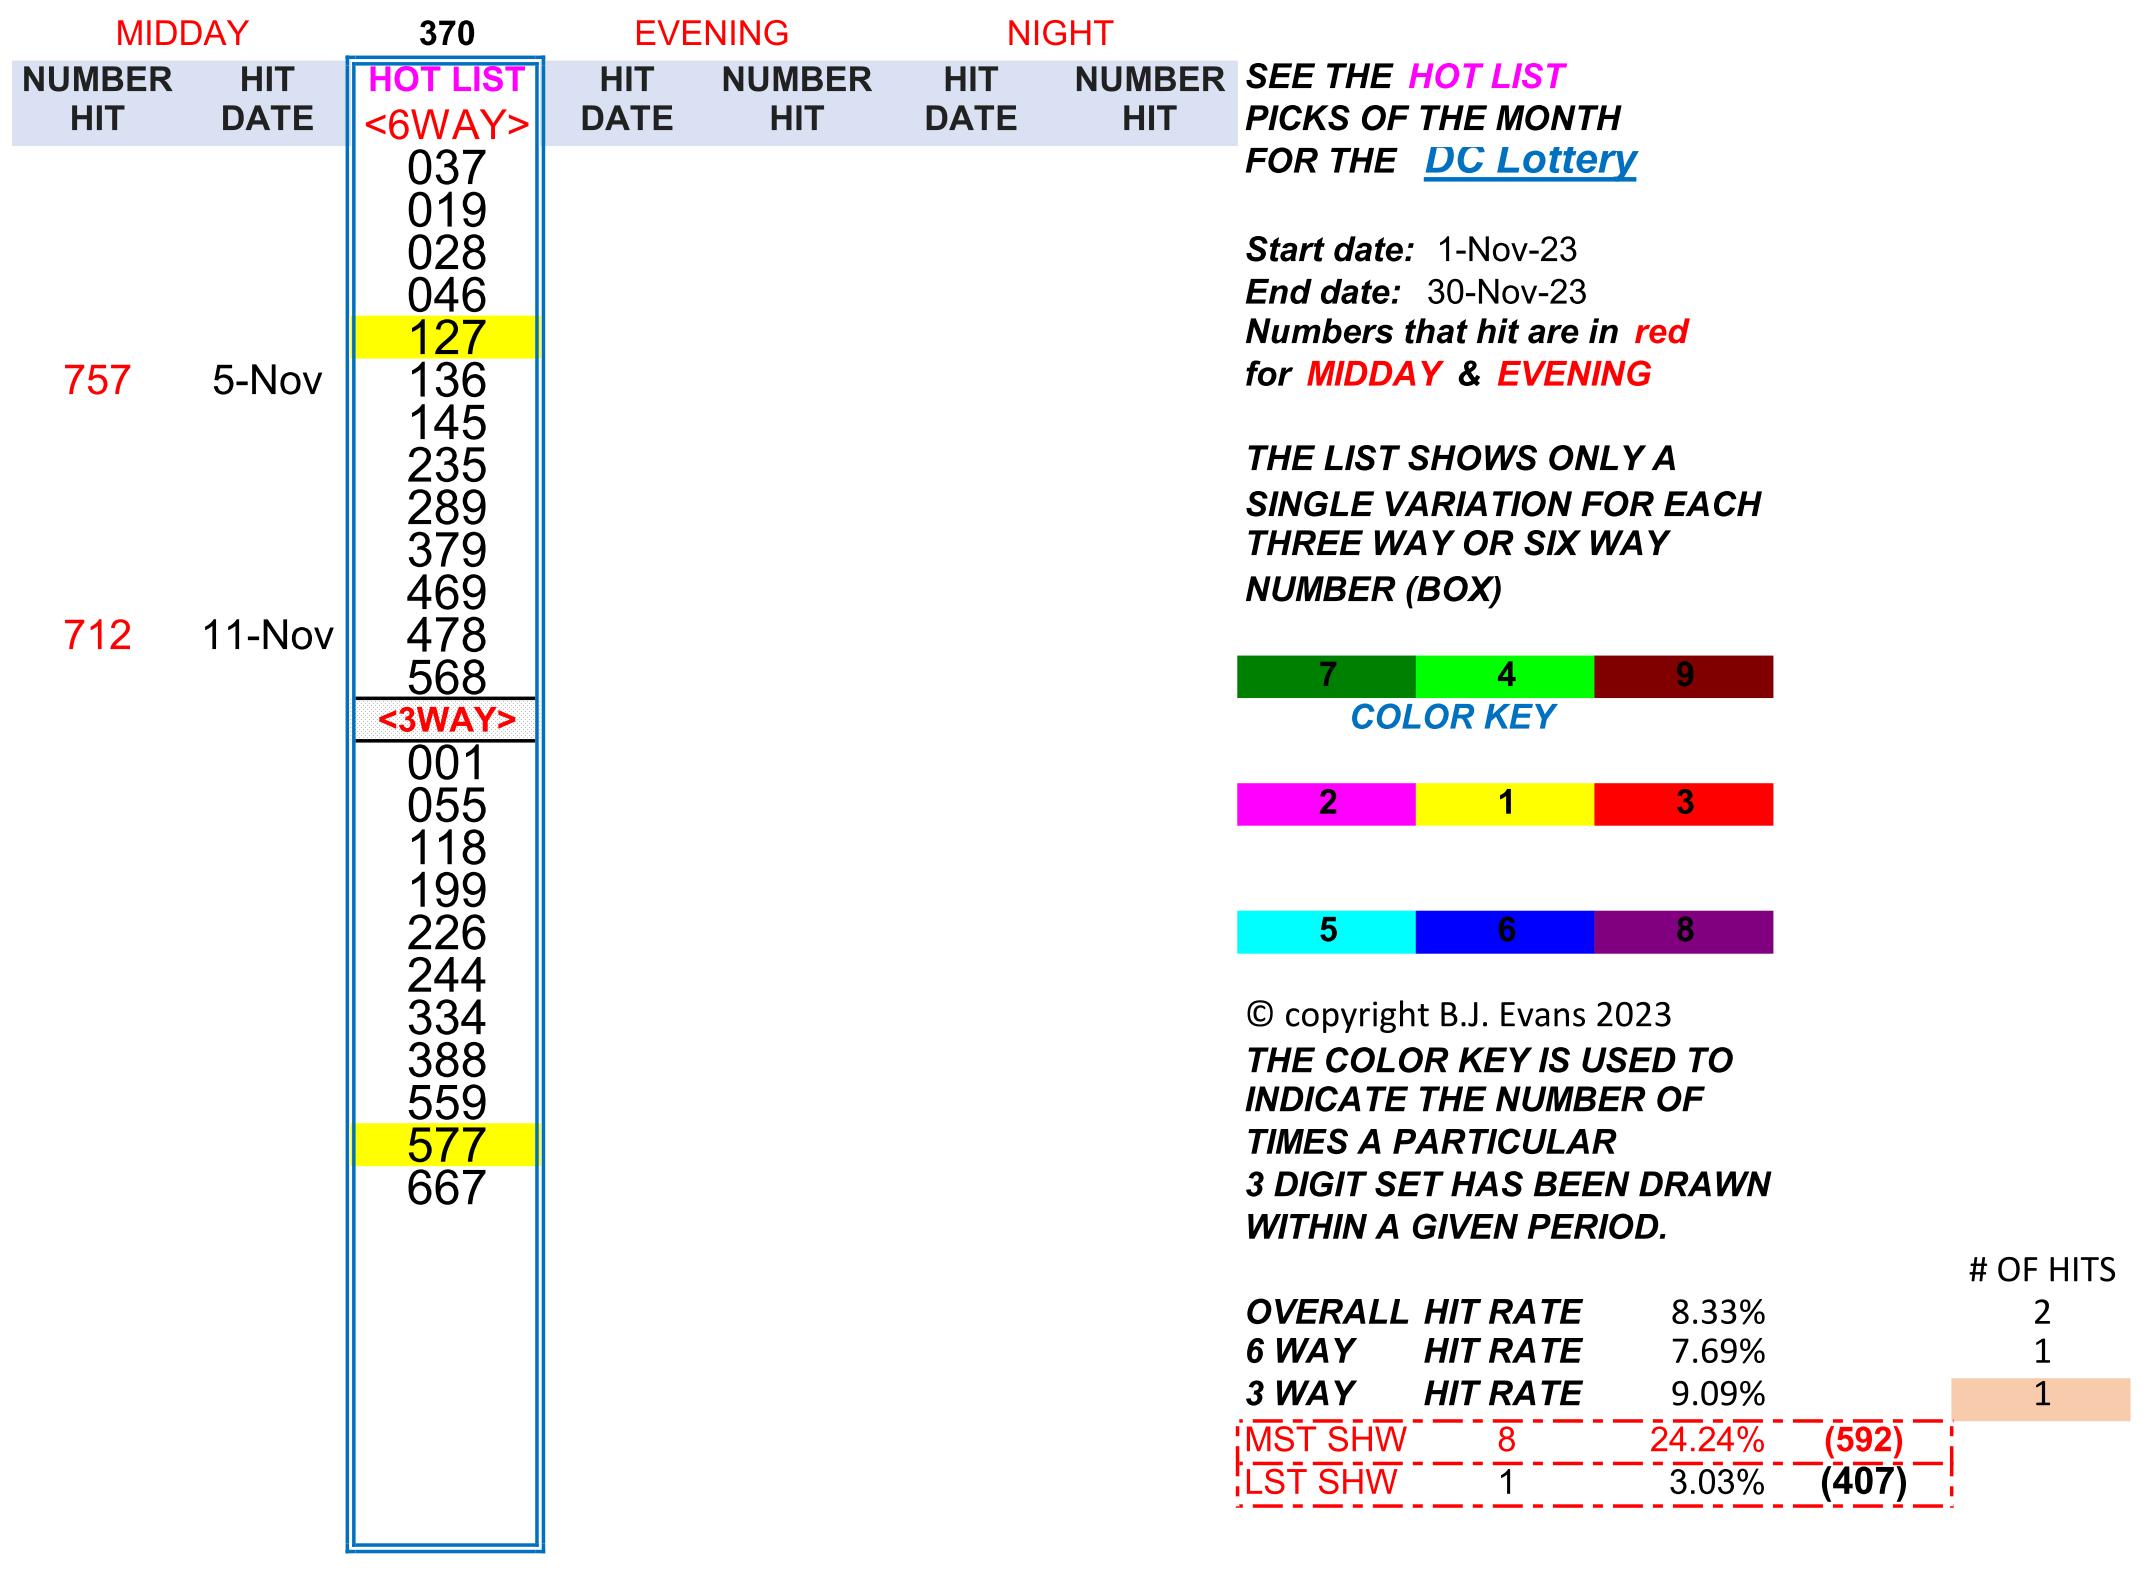 MIDDAY 370 EVENING NIGHT
NUMBER HIT HOT LIST HIT NUMBER HIT NUMBER
HIT DATE <6WAY> DATE HIT DATE HIT
037
019
028
046
127
757 5-Nov 136
145
235
289
379
469
712 11-Nov 478
568
<3WAY>
001
055
118
199
226
244
334
388
559
577
667
SEE THE HOT LIST
PICKS OF THE MONTH
FOR THE DC Lottery
Start date: 1-Nov-23
End date: 30-Nov-23
Numbers that hit are in red
for MIDDAY & EVENING
THE LIST SHOWS ONLY A
SINGLE VARIATION FOR EACH
THREE WAY OR SIX WAY
NUMBER (BOX)
7 4 9
COLOR KEY
2 1 3
5 6 8
© copyright B.J. Evans 2023
THE COLOR KEY IS USED TO
INDICATE THE NUMBER OF
TIMES A PARTICULAR
3 DIGIT SET HAS BEEN DRAWN
WITHIN A GIVEN PERIOD.
# OF HITS
OVERALL HIT RATE 8.33% 2
6 WAY HIT RATE 7.69% 1
3 WAY HIT RATE 9.09% 1
MST SHW 8 24.24% (592)
LST SHW 1 3.03% (407)